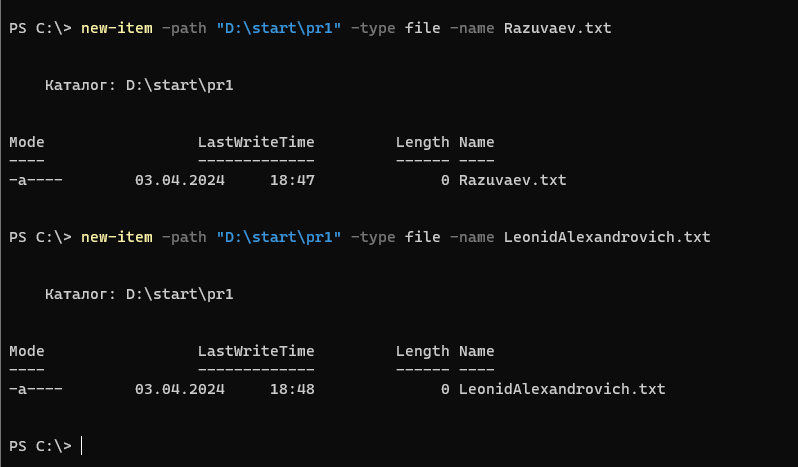 PS C:\> new-item -path "D:\start\pr1" -type file -name Razuvaev.txt
Каталог: D:\start\pr1
Mode LastWriteTime Length Name
---- ------------- ------ ----
-a---- 03.04.2024 18:47 0 Razuvaev.txt
PS C:\> new-item -path "D:\start\pr1" -type file -name LeonidAlexandrovich.txt
Каталог: D:\start\pr1
Mode LastWriteTime Length Name
---- ------------- ------ ----
-a---- 03.04.2024 18:48 0 LeonidAlexandrovich.txt
PS C:\>